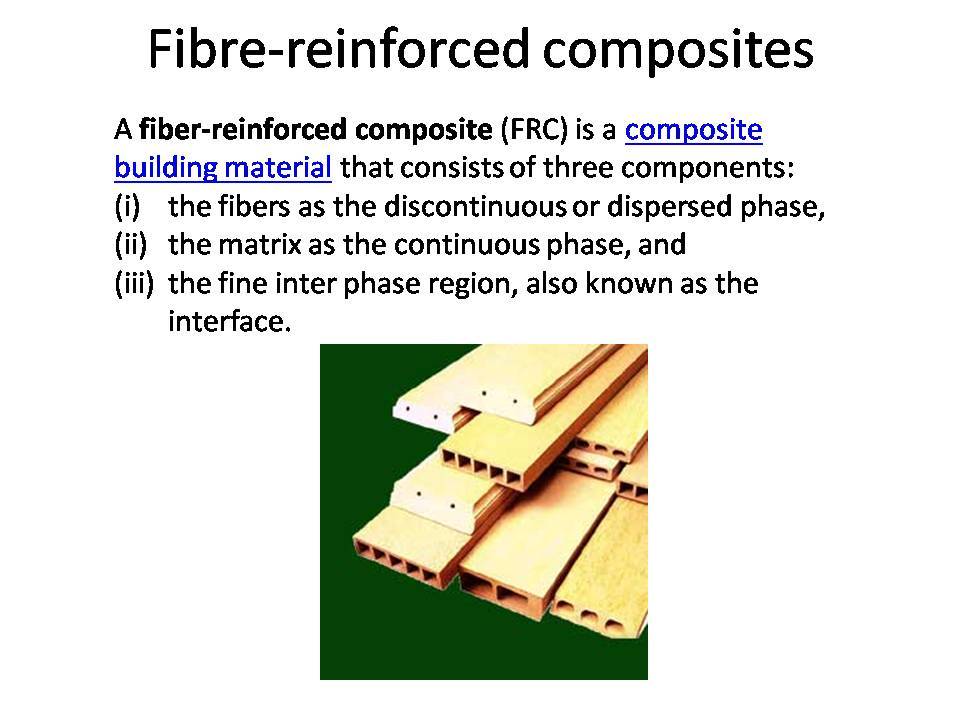 Fibre-reinforced composites
A fiber-reinforced composite (FRC) is a composite
building material that consists of three components:
(i) the fibers as the discontinuous or dispersed phase,
(ii) the matrix as the continuous phase, and
(iii) the fine inter phase region, also known as the
interface.